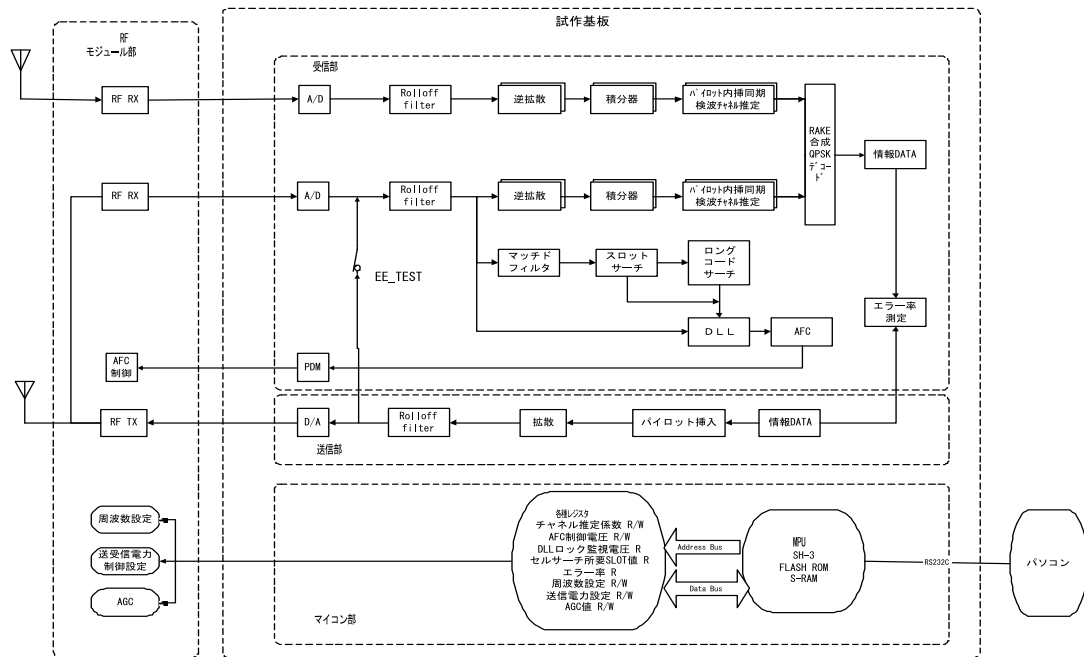 試作基板
RF
モジュール部
受信部
RF RX
A/D
Rolloff
filter
逆拡散
積分器
パイロット内挿同期
検波チャネル推定
RAKE
合成
QPSK
デコー
ド
情報DATA
RF RX
A/D
Rolloff
filter
逆拡散
積分器
パイロット内挿同期
検波チャネル推定
EE_TEST
マッチド
フィルタ
スロット
サーチ
ロング
コード
サーチ
エラー率
測定
DLL
AFC
AFC
制御
PDM
RF TX
D/A
Rolloff
filter
拡散
パイロット挿入
情報DATA
送信部
周波数設定
送受信電力
制御設定
AGC
各種レジスタ
チャネル推定係数 R/W
AFC制御電圧 R/W
DLLロック監視電圧 R
セルサーチ所要SLOT値 R
エラー率 R
周波数設定 R/W
送信電力設定 R/W
AGC値 R/W
Address Bus
Data Bus
MPU
SH-3
FLASH ROM
S-RAM
RS232C
パソコン
マイコン部